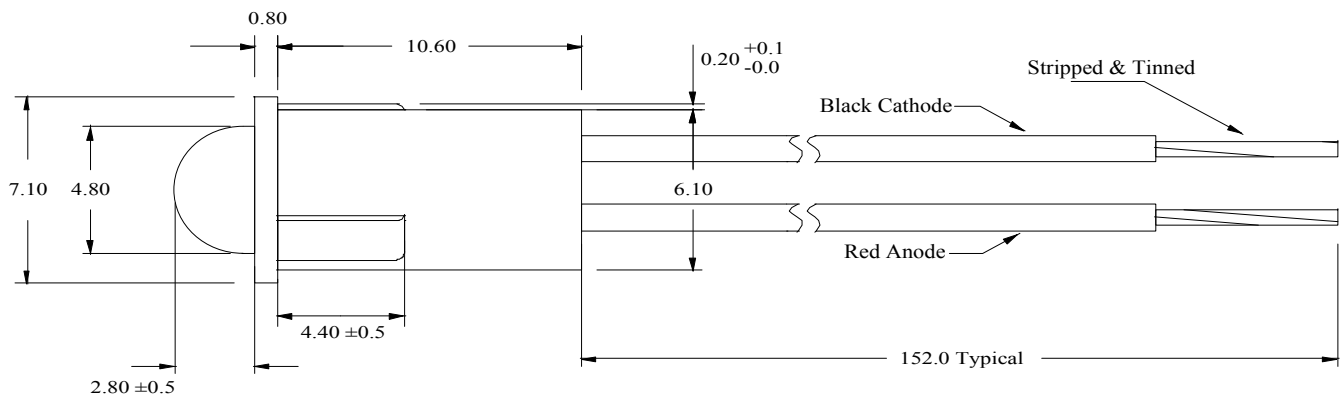 0.80
10.60
0.20 +0.1
-0.0
Stripped & Tinned
Black Cathode
7.10
4.80
6.10
Red Anode
4.40 ±0.5
152.0 Typical
2.80 ±0.5